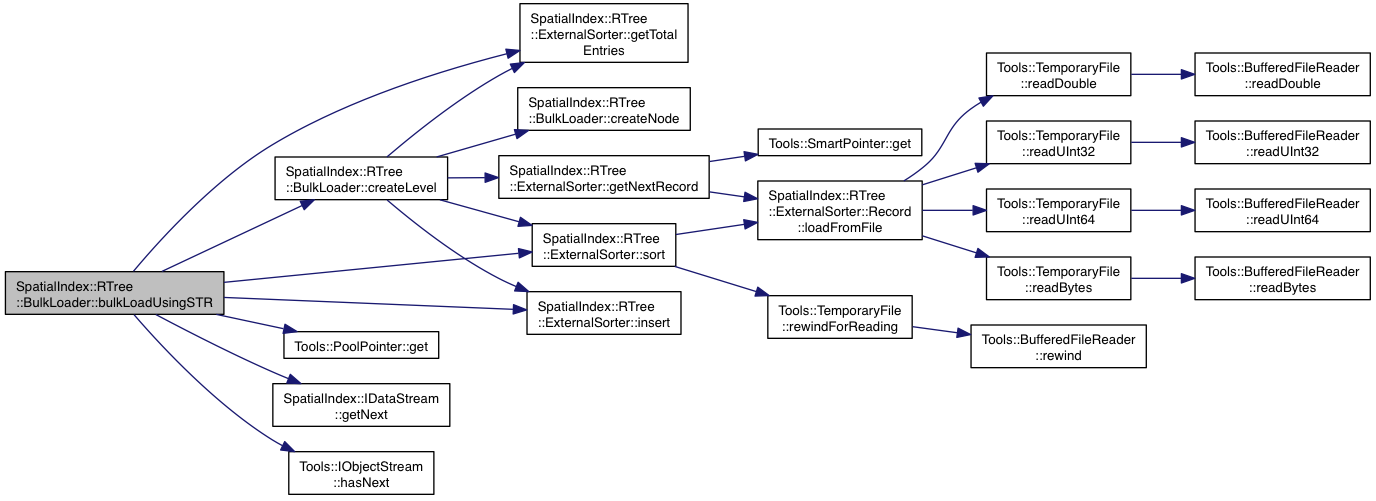 SpatialIndex::RTree
::BulkLoader::bulkLoadUsingSTR
SpatialIndex::RTree
::ExternalSorter::getTotal
Entries
SpatialIndex::RTree
::BulkLoader::createLevel
SpatialIndex::RTree
::BulkLoader::createNode
SpatialIndex::RTree
::ExternalSorter::getNextRecord
SpatialIndex::RTree
::ExternalSorter::sort
SpatialIndex::RTree
::ExternalSorter::insert
Tools::PoolPointer::get
SpatialIndex::IDataStream
::getNext
Tools::IObjectStream
::hasNext
Tools::SmartPointer::get
SpatialIndex::RTree
::ExternalSorter::Record
::loadFromFile
Tools::TemporaryFile
::rewindForReading
Tools::BufferedFileReader
::rewind
Tools::TemporaryFile
::readDouble
Tools::BufferedFileReader
::readDouble
Tools::TemporaryFile
::readUInt32
Tools::BufferedFileReader
::readUInt32
Tools::TemporaryFile
::readUInt64
Tools::BufferedFileReader
::readUInt64
Tools::TemporaryFile
::readBytes
Tools::BufferedFileReader
::readBytes